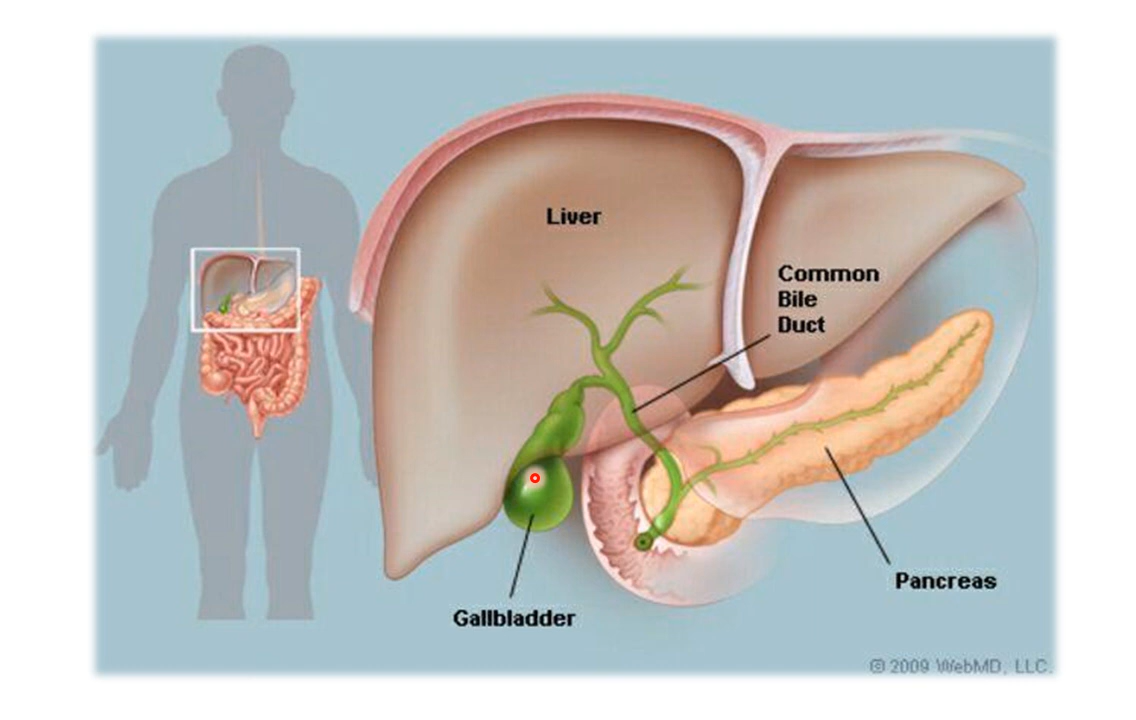 Liver
Common
Bile
Duct
Pancreas
Gallbladder
© 2009 WebMD, LLC.